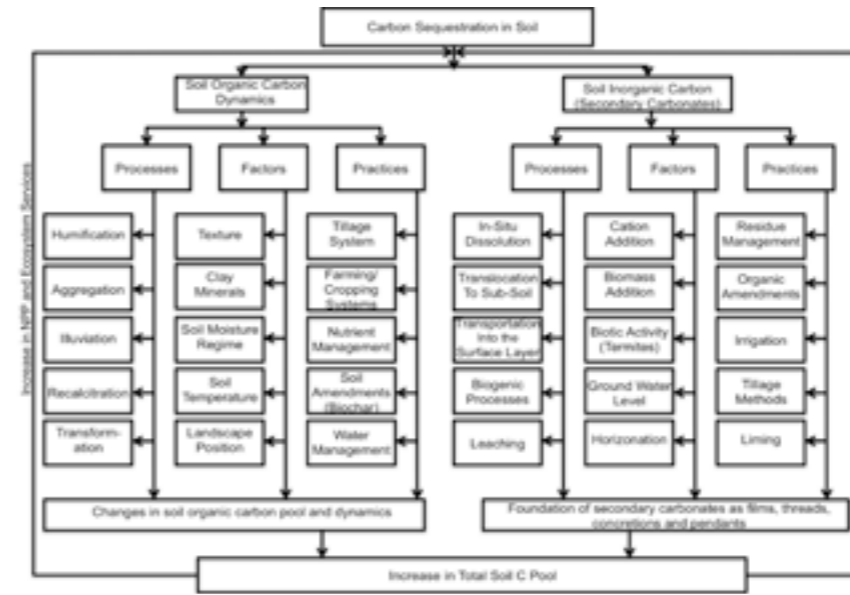 Carbon Sequestration in Soil
Soil Organic Carbon
Dynamics
Soil Inorganic Carbon
(Secondary Carbonates)
Processes
Factors
Practices
Processes
Factors
Practices
Increase in NPP and Ecosystem Services
Humification
Aggregation
Illuviation
Recalcitration
Transform-
ation
Texture
Clay
Minerals
Soil Moisture
Regime
Soil
Temperature
Landscape
Position
Tillage
System
Farming/
Cropping
Systems
Nutrient
Management
Soil
Amendments
(Biochar)
Water
Management
In-Situ
Dissolution
Translocation
To Sub-Soil
Transportation
Into the
Surface Layer
Biogenic
Processes
Leaching
Cation
Addition
Biomass
Addition
Biotic Activity
(Termites)
Ground Water
Level
Horizonation
Residue
Management
Organic
Amendments
Irrigation
Tillage
Methods
Liming
Changes in soil organic carbon pool and dynamics
Foundation of secondary carbonates as films, threads,
concretions and pendants
Increase in Total Soil C Pool